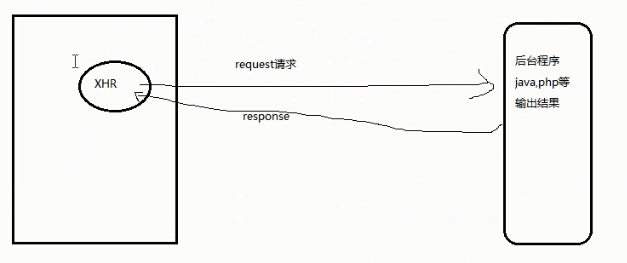 XHR
request请求
response
后台程序
java,php等
输出结果